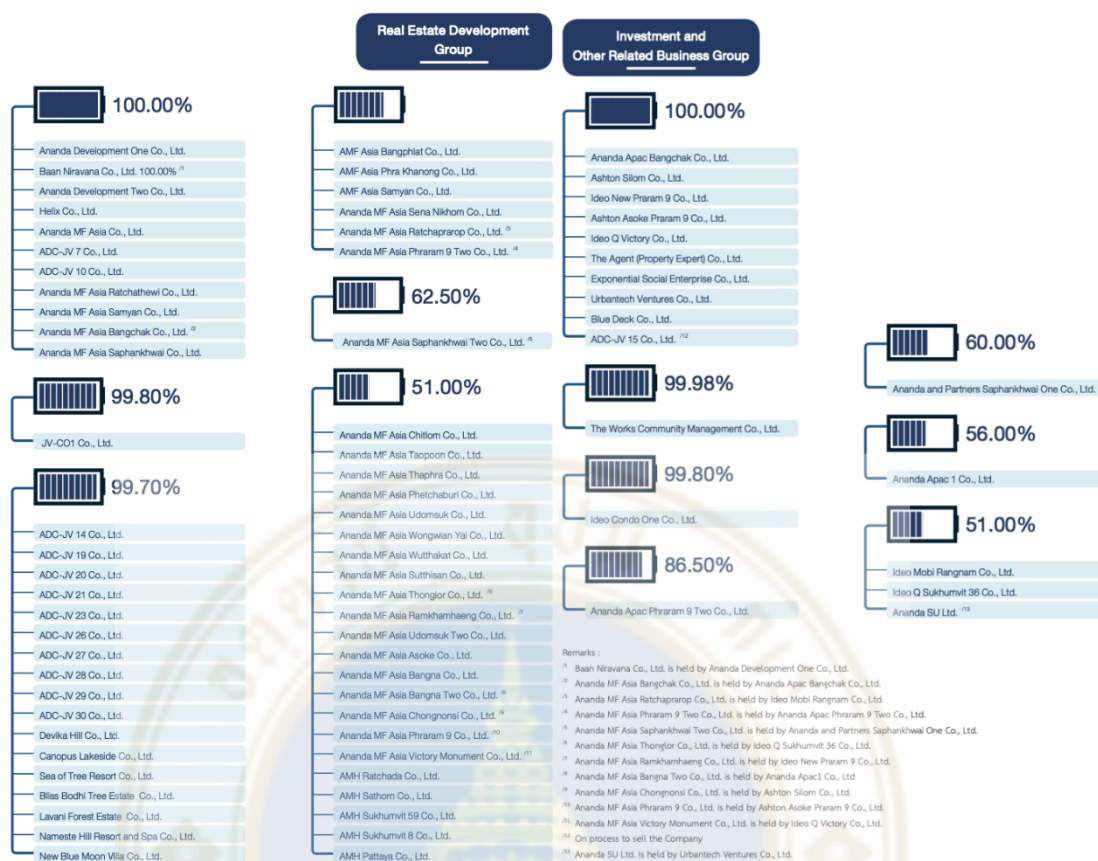 Real Estate Development
Group
100.00%
Ananda Development One Co., Ltd.
Baan Niravana Co., Ltd. 100.00% /1
Ananda Development Two Co., Ltd.
Helix Co., Ltd.
Ananda MF Asia Co., Ltd.
ADC-JV 7 Co., Ltd.
ADC-JV 10 Co., Ltd.
Ananda MF Asia Ratchathewi Co., Ltd.
Ananda MF Asia Samyan Co., Ltd.
Ananda MF Asia Bangchak Co., Ltd. /2
Ananda MF Asia Saphankhwai Co., Ltd.
99.80%
JV-CO1 Co., Ltd.
99.70%
ADC-JV 14 Co., Ltd.
ADC-JV 19 Co., Ltd.
ADC-JV 20 Co., Ltd.
ADC-JV 21 Co., Ltd.
ADC-JV 23 Co., Ltd.
ADC-JV 26 Co., Ltd.
ADC-JV 27 Co., Ltd.
ADC-JV 28 Co., Ltd.
ADC-JV 29 Co., Ltd.
ADC-JV 30 Co., Ltd.
Devika Hill Co., Ltd.
Canopus Lakeside Co., Ltd.
Sea of Tree Resort Co., Ltd.
Bliss Bodhi Tree Estate Co., Ltd.
Lavani Forest Estate Co., Ltd.
Nameste Hill Resort and Spa Co., Ltd.
New Blue Moon Villa Co., Ltd.
AMF Asia Bangphlat Co., Ltd.
AMF Asia Phra Khanong Co., Ltd.
AMF Asia Samyan Co., Ltd.
Ananda MF Asia Sena Nikhom Co., Ltd.
Ananda MF Asia Ratchaprarop Co., Ltd. /3
Ananda MF Asia Phraram 9 Two Co., Ltd. /4
62.50%
Ananda MF Asia Saphankhwai Two Co., Ltd. /5
51.00%
Ananda MF Asia Chitlom Co., Ltd.
Ananda MF Asia Taopoon Co., Ltd.
Ananda MF Asia Thaphra Co., Ltd.
Ananda MF Asia Phetchaburi Co., Ltd.
Ananda MF Asia Udomsuk Co., Ltd.
Ananda MF Asia Wongwian Yai Co., Ltd.
Ananda MF Asia Wutthakat Co., Ltd.
Ananda MF Asia Sutthisan Co., Ltd.
Ananda MF Asia Thonglor Co., Ltd. /6
Ananda MF Asia Ramkhamhaeng Co., Ltd. /7
Ananda MF Asia Udomsuk Two Co., Ltd.
Ananda MF Asia Asoke Co., Ltd.
Ananda MF Asia Bangna Co., Ltd.
Ananda MF Asia Bangna Two Co., Ltd. /8
Ananda MF Asia Chongnonsi Co., Ltd. /9
Ananda MF Asia Phraram 9 Co., Ltd. /10
Ananda MF Asia Victory Monument Co., Ltd. /11
AMH Ratchada Co., Ltd.
AMH Sathorn Co., Ltd.
AMH Sukhumvit 59 Co., Ltd.
AMH Sukhumvit 8 Co., Ltd.
AMH Pattaya Co., Ltd.
Investment and
Other Related Business Group
100.00%
Ananda Apac Bangchak Co., Ltd.
Ashton Silom Co., Ltd.
Ideo New Praram 9 Co., Ltd.
Ashton Asoke Praram 9 Co., Ltd.
Ideo Q Victory Co., Ltd.
The Agent (Property Expert) Co., Ltd.
Exponential Social Enterprise Co., Ltd.
Urbantech Ventures Co., Ltd.
Blue Deck Co., Ltd.
ADC-JV 15 Co., Ltd. /12
99.98%
The Works Community Management Co., Ltd.
99.80%
Ideo Condo One Co., Ltd.
86.50%
Ananda Apac Phraram 9 Two Co., Ltd.
60.00%
Ananda and Partners Saphankhwai One Co., Ltd.
56.00%
Ananda Apac 1 Co., Ltd.
51.00%
Ideo Mobi Rangnam Co., Ltd.
Ideo Q Sukhumvit 36 Co., Ltd.
Ananda SU Ltd. /13
Remarks :
/1 Baan Niravana Co., Ltd. is held by Ananda Development One Co., Ltd.
/2 Ananda MF Asia Bangchak Co., Ltd. is held by Ananda Apac Bangchak Co., Ltd.
/3 Ananda MF Asia Ratchaprarop Co., Ltd. is held by Ideo Mobi Rangnam Co., Ltd.
/4 Ananda MF Asia Phraram 9 Two Co., Ltd. is held by Ananda Apac Phraram 9 Two Co., Ltd.
/5 Ananda MF Asia Saphankhwai Two Co., Ltd. is held by Ananda and Partners Sapahankhwai One Co., Ltd.
/6 Ananda MF Asia Thonglor Co., Ltd. is held by Ideo Q Sukhumvit 36 Co., Ltd.
/7 Ananda MF Asia Ramkhamhaeng Co., Ltd. is held by Ideo New Praram 9 Co., Ltd.
/8 Ananda MF Asia Bangna Two Co., Ltd. is held by Ananda Apac1 Co., Ltd
/9 Ananda MF Asia Chongnonsi Co., Ltd. is held by Ashton Silom Co., Ltd.
/10 Ananda MF Asia Phraram 9 Co., Ltd. is held by Ashton Asoke Praram 9 Co., Ltd.
/11 Ananda MF Asia Victory Monument Co., Ltd. is held by Ideo Q Victory Co., Ltd.
/12 On process to sell the Company
/13 Ananda SU Ltd. is held by Urbantech Ventures Co., Ltd.